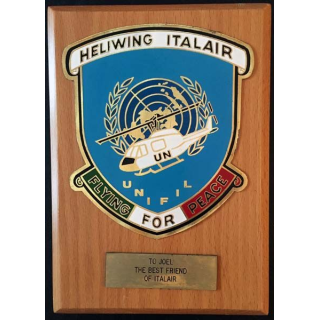 HELIWING ITALAIR
UN
UNIFIL
FLYING FOR PEACE
TO JOEL
THE BEST FRIEND
OF ITALAIR